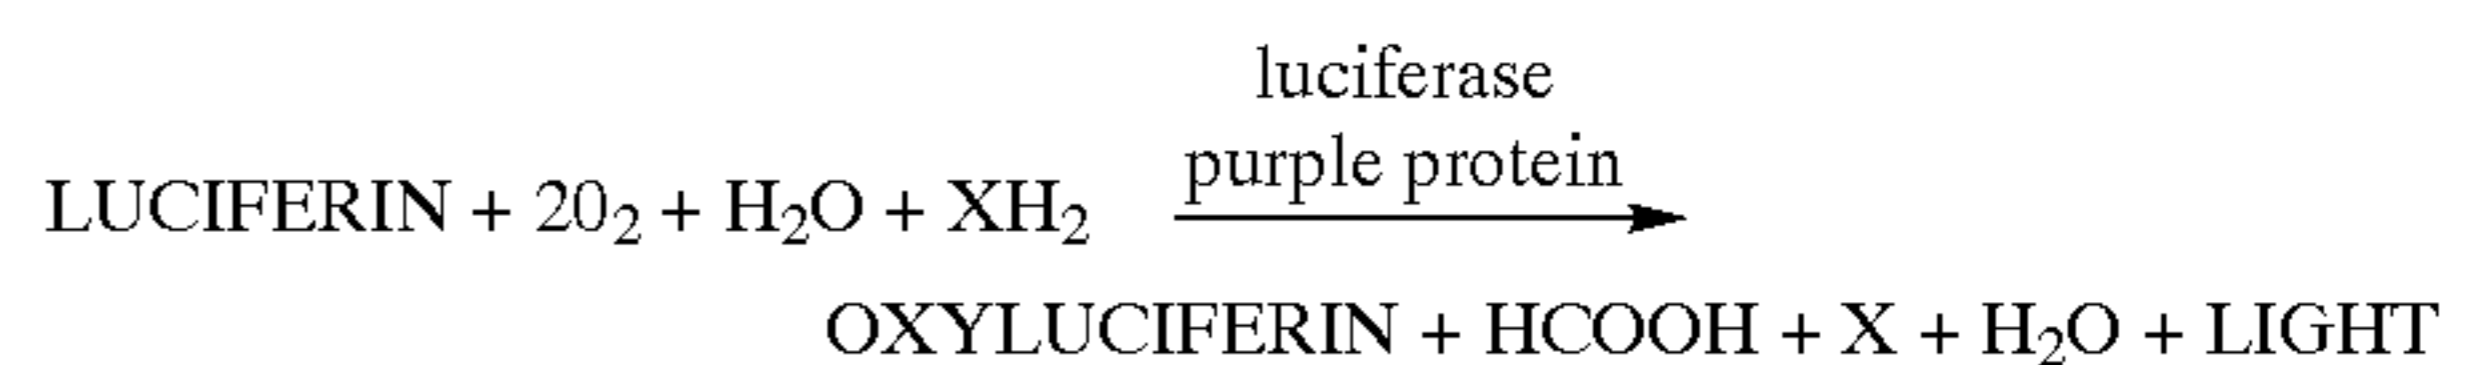 luciferase
purple protein
LUCIFERIN + 20₂ + H₂O + XH₂
OXYLUCIFERIN + HCOOH + X + H₂O + LIGHT